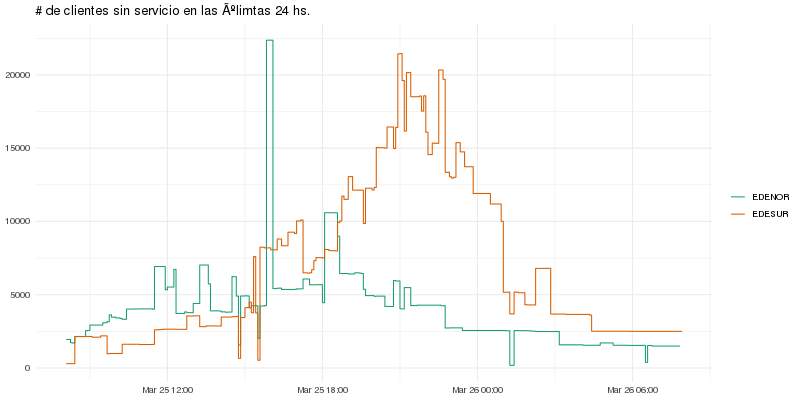 # de clientes sin servicio en las Ãºlimtas 24 hs.
20000
15000
10000
5000
0
Mar 25 12:00
Mar 25 18:00
Mar 26 00:00
Mar 26 06:00
EDENOR
EDESUR